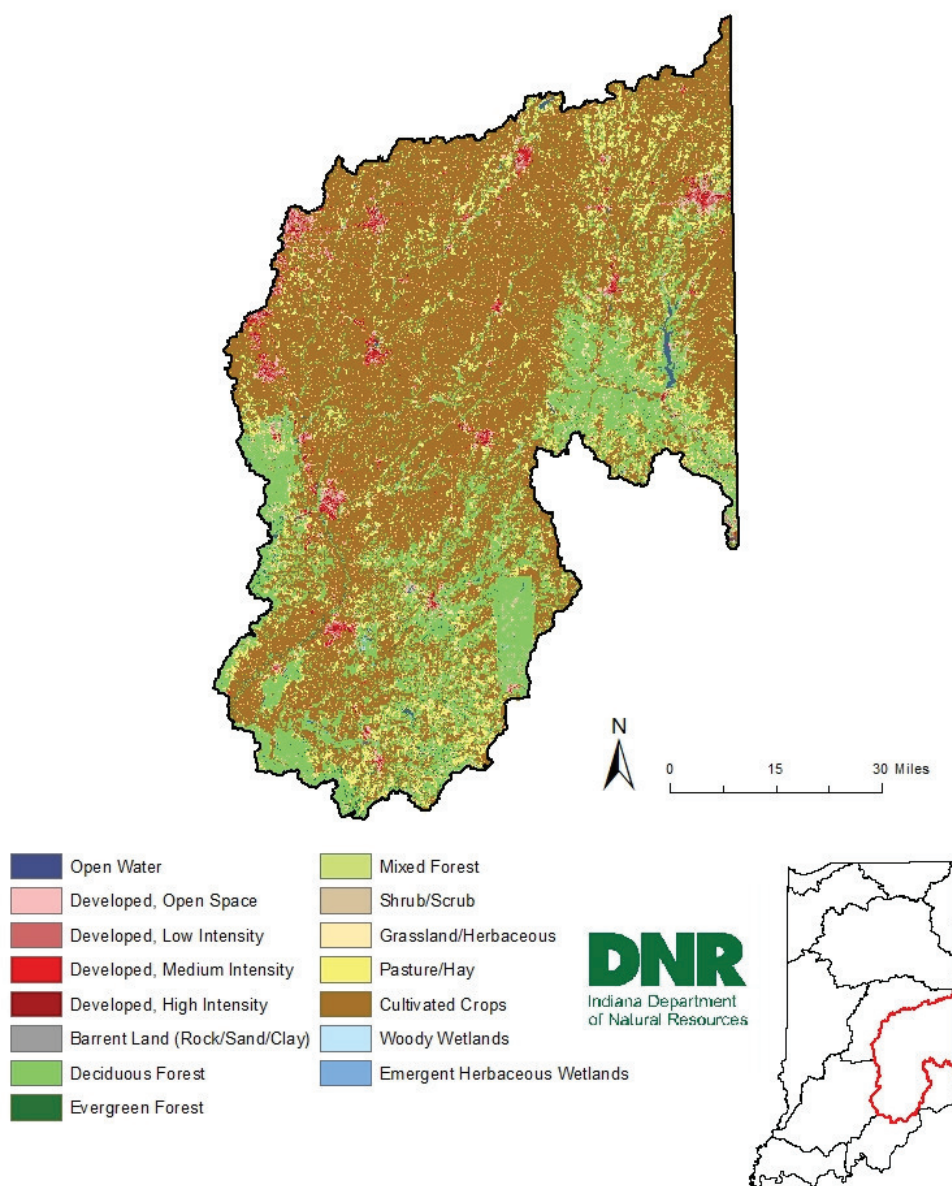 N
0 15 30 Miles
Open Water
Developed, Open Space
Developed, Low Intensity
Developed, Medium Intensity
Developed, High Intensity
Barrent Land (Rock/Sand/Clay)
Deciduous Forest
Evergreen Forest
Mixed Forest
Shrub/Scrub
Grassland/Herbaceous
Pasture/Hay
Cultivated Crops
Woody Wetlands
Emergent Herbaceous Wetlands
DNR
Indiana Department
of Natural Resources